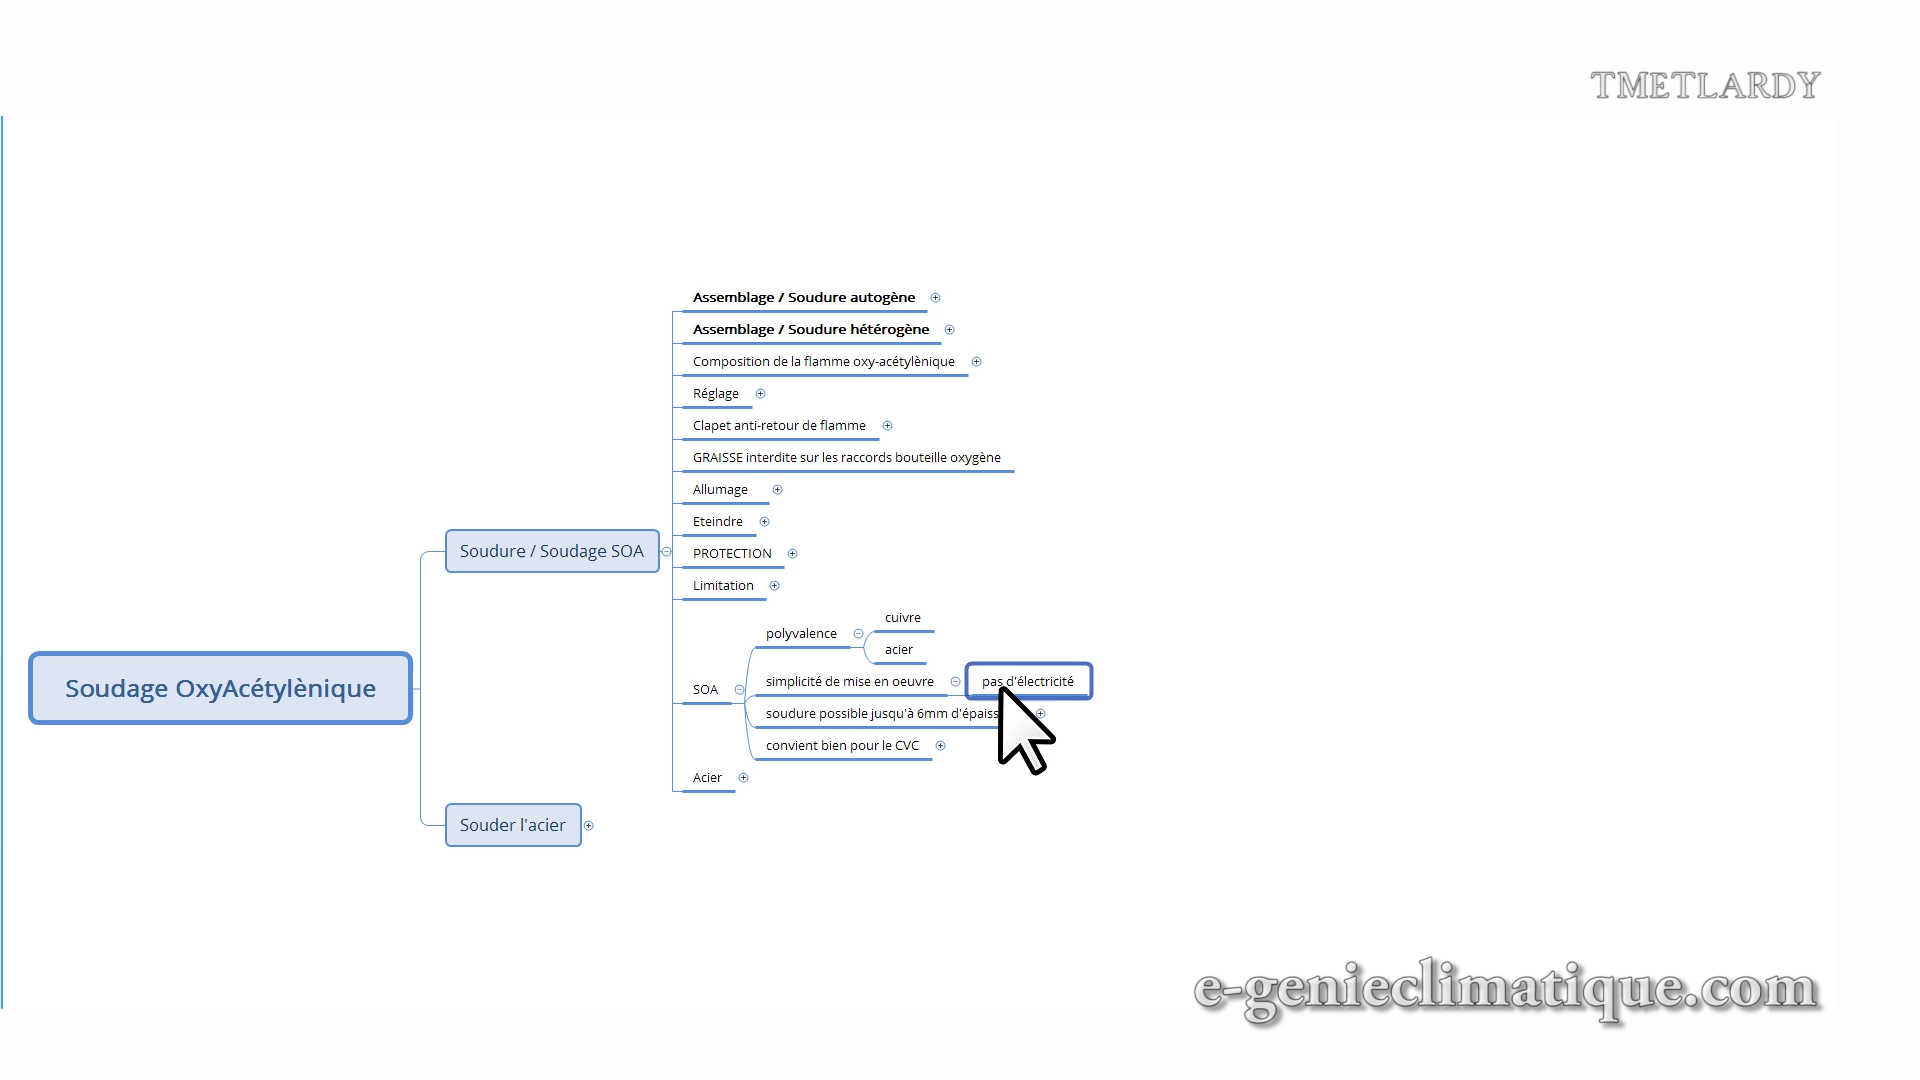 TMETLARDY
Assemblage / Soudure autogène
Assemblage / Soudure hétérogène
Composition de la flamme oxy-acétylènique
Réglage
Clapet anti-retour de flamme
GRAISSE interdite sur les raccords bouteille oxygène
Allumage
Eteindre
Soudure / Soudage SOA
PROTECTION
Limitation
cuivre
polyvalence
acier
Soudage OxyAcétylènique
SOA
simplicité de mise en oeuvre
pas d'électricité
soudure possible jusqu'à 6mm
convient bien pour le CVC
Acier
Souder l'acier
e-genieclimatique.com